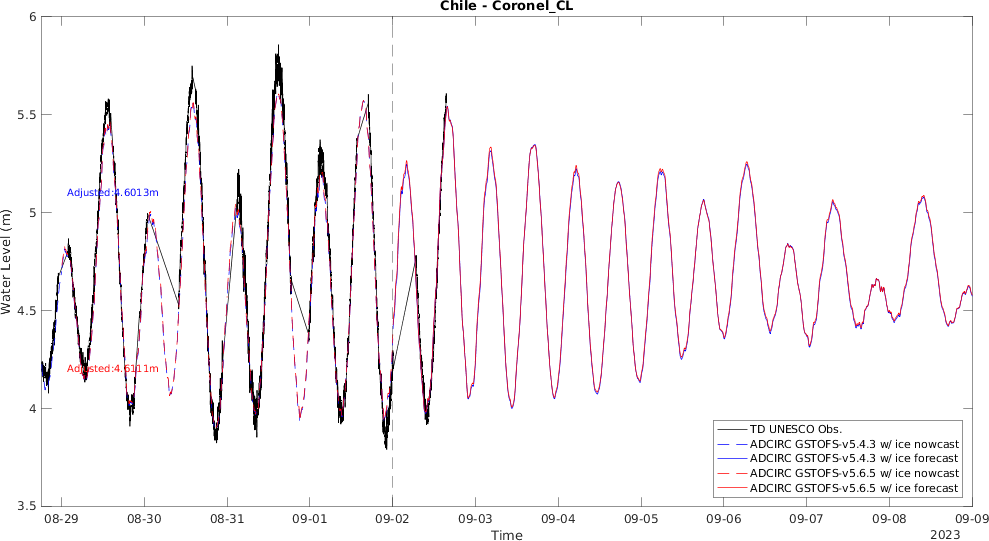 Chile - Coronel_CL
Water Level (m)
6
5.5
5
4.5
4
3.5
Adjusted:4.6013m
Adjusted:4.6111m
TD UNESCO Obs.
ADCIRC GSTOFS-v5.4.3 w/ ice nowcast
ADCIRC GSTOFS-v5.4.3 w/ ice forecast
ADCIRC GSTOFS-v5.6.5 w/ ice nowcast
ADCIRC GSTOFS-v5.6.5 w/ ice forecast
08-29 08-30 08-31 09-01 09-02 09-03 09-04 09-05 09-06 09-07 09-08 09-09
Time
2023